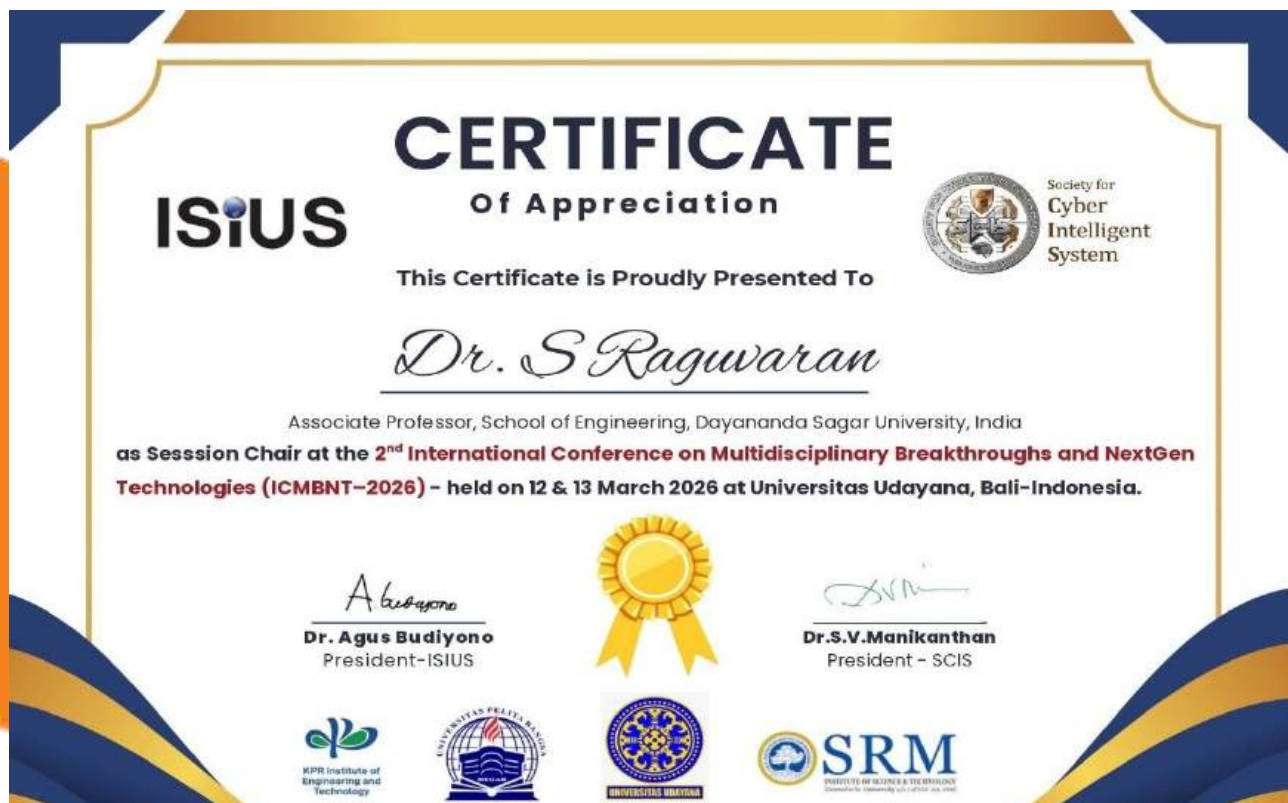 CERTIFICATE
Of Appreciation
ISiUS
Society for
Cyber
Intelligent
System
This Certificate is Proudly Presented To
Dr. S Raguvaran
Associate Professor, School of Engineering, Dayananda Sagar University, India
as Sesssion Chair at the 2nd International Conference on Multidisciplinary Breakthroughs and NextGen
Technologies (ICMBNT–2026) – held on 12 & 13 March 2026 at Universitas Udayana, Bali-Indonesia.
Dr. Agus Budiyono
President-ISIUS
Dr.S.V.Manikanthan
President - SCIS
KPR Institute of
Engineering and
Technology
UNIVERSITAS PELITA BANGSA
UNIVERSITAS UDAYANA
SRM
INSTITUTE OF SCIENCE & TECHNOLOGY